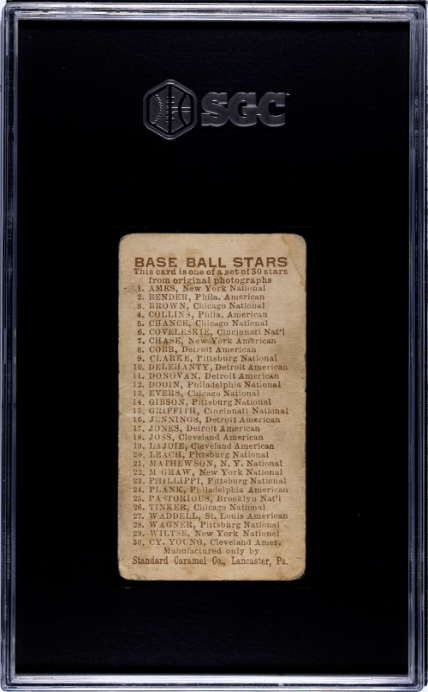 SGC
BASE BALL STARS
This card is one of a set of 30 stars
from original photographs
1. AMES, New York National
2. BENDER, Phila. American
3. BROWN, Chicago National
4. COLLINS, Phila. American
5. CHANCE, Chicago National
6. COVELESKIE, Cincinnati Nat'l
7. CHASE, New York American
8. COBB, Detroit American
9. CLARKE, Pittsburg National
10. DELEHANTY, Detroit American
11. DONOVAN, Detroit American
12. DOOIN, Philadelphia National
13. EVERS, Chicago National
14. GIBSON, Pittsburg National
15. GRIFFITH, Cincinnati National
16. JENNINGS, Detroit American
17. JONES, Detroit American
18. JOSS, Cleveland American
19. LAJOIE, Cleveland American
20. LEACH, Pittsburg National
21. MATHEWSON, N. Y. National
22. M'GRAW, New York National
23. PHILLIPPI, Pittsburg National
24. PLANK, Philadelphia American
25. PASTORIOUS, Brooklyn Nat'l
26. TINKER, Chicago National
27. WADDELL, St. Louis American
28. WAGNER, Pittsburg National
29. WILTSE, New York National
30. CY. YOUNG, Cleveland Amer.
Manufactured only by
Standard Caramel Co., Lancaster, Pa.